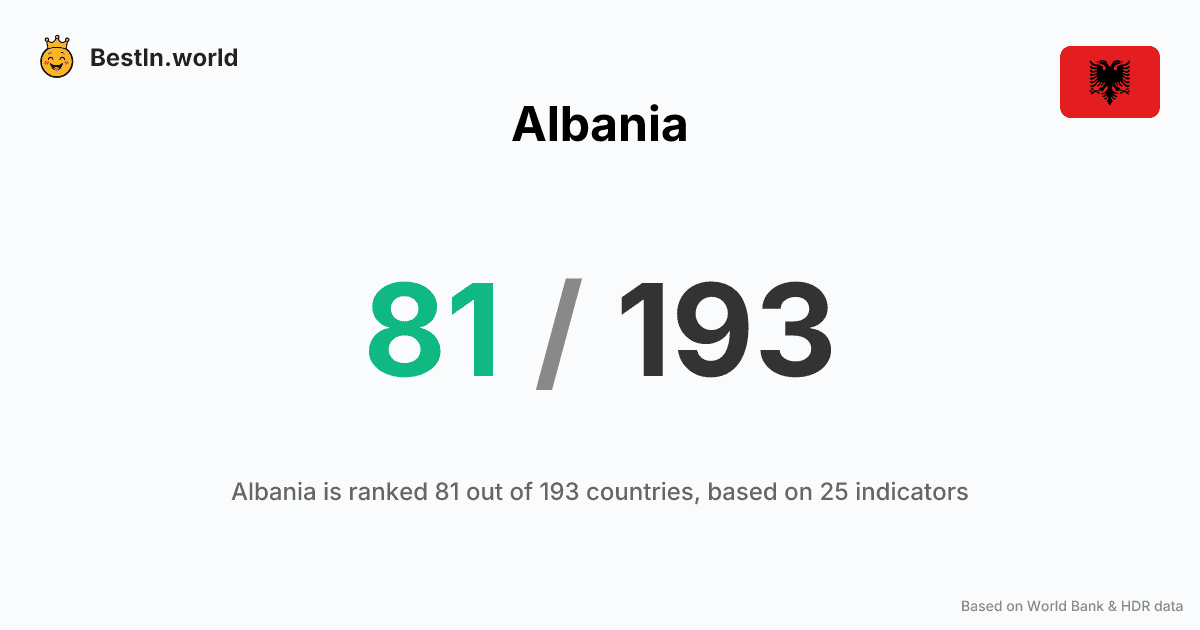 BestIn.world
Albania
81 / 193
Albania is ranked 81 out of 193 countries, based on 25 indicators
Based on World Bank & HDR data